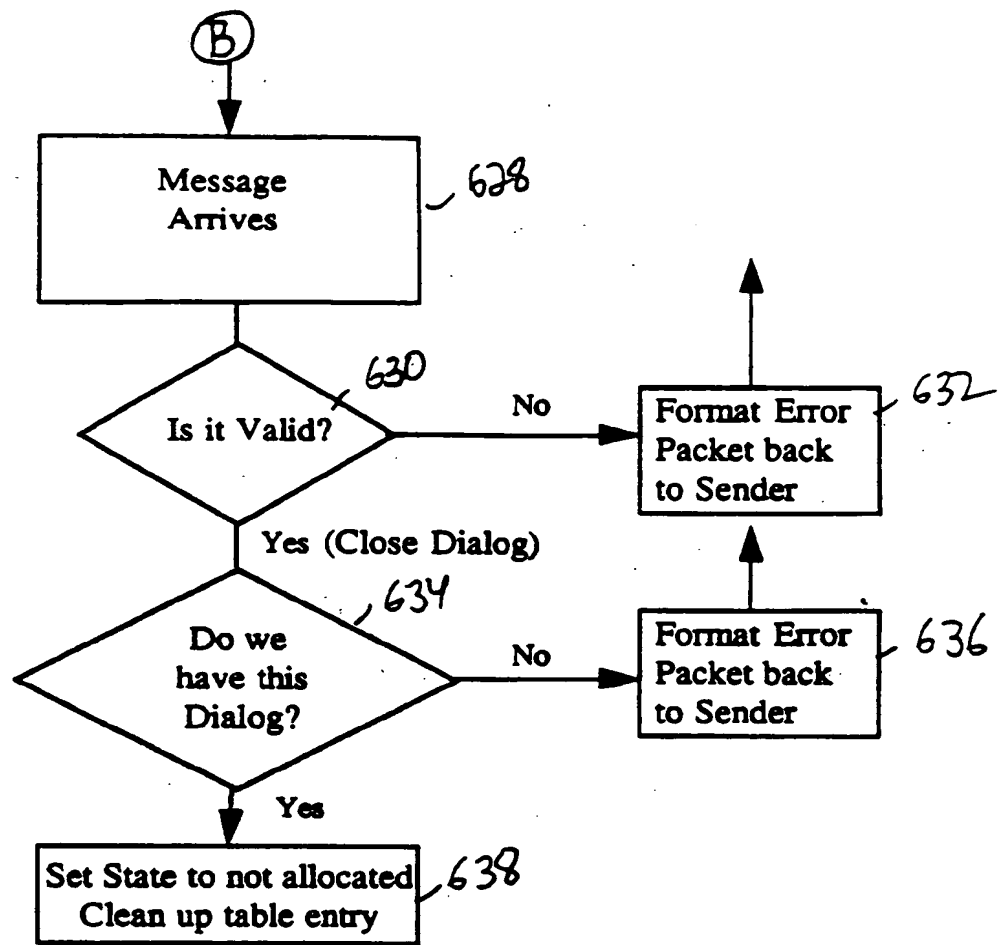 B
Message
Arrives
628
Is it Valid?
630
No
Format Error
Packet back
to Sender
632
Yes (Close Dialog)
Do we
have this
Dialog?
634
No
Format Error
Packet back
to Sender
636
Yes
Set State to not allocated
Clean up table entry
638